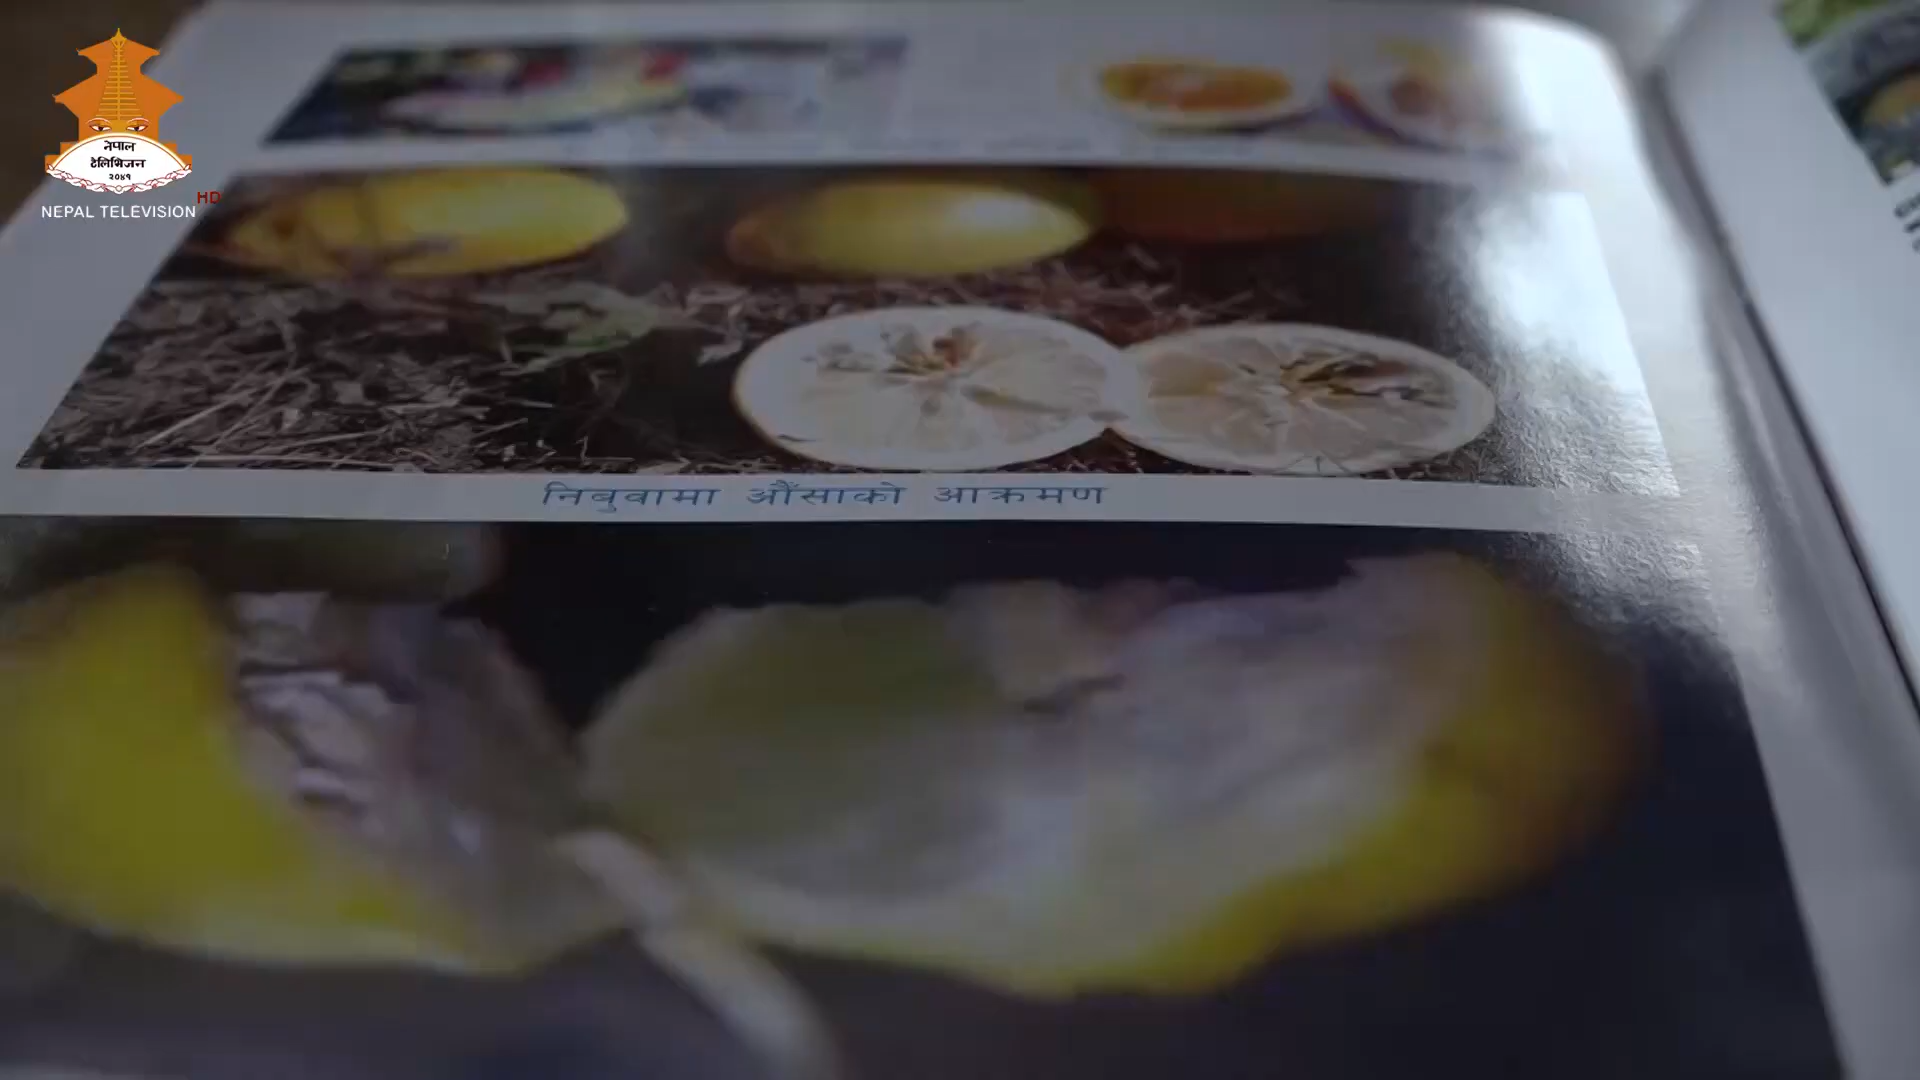 नेपाल
टेलिभिजन
२०४१
HD
NEPAL TELEVISION
निबुवामा औंसाको आक्रमण